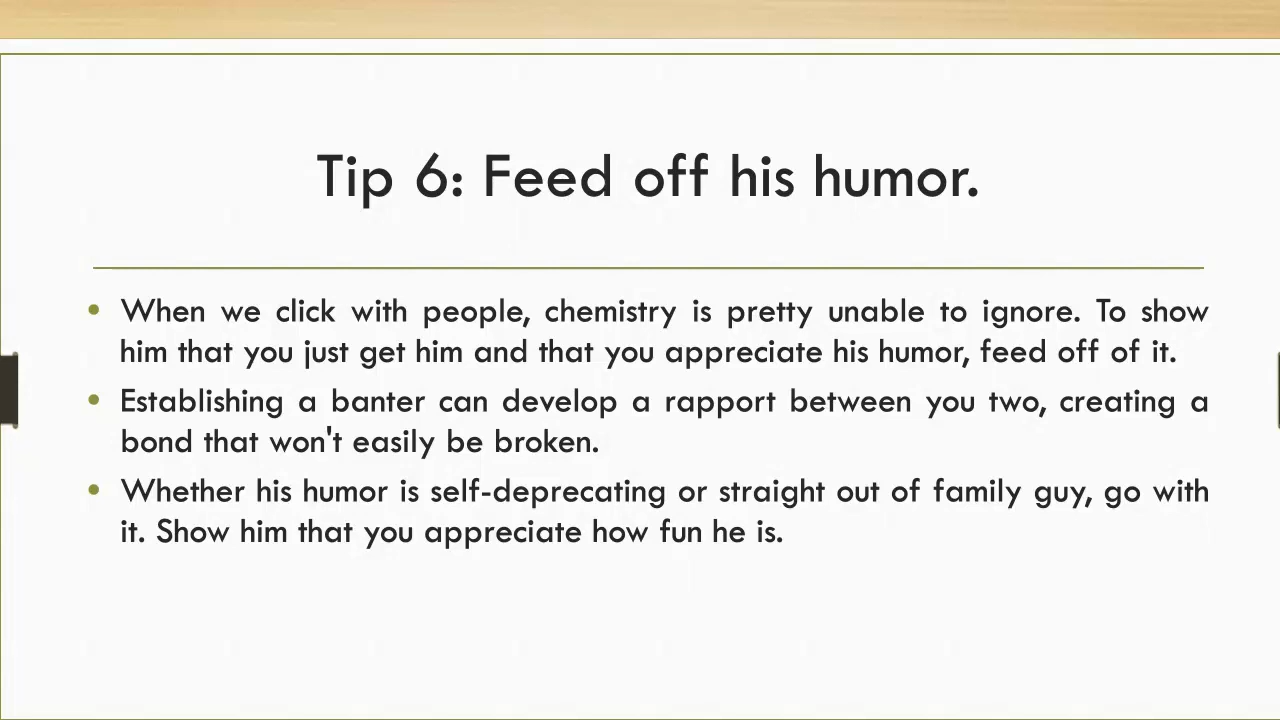 Tip 6: Feed off his humor.
• When we click with people, chemistry is pretty unable to ignore. To show
him that you just get him and that you appreciate his humor, feed off of it.
• Establishing a banter can develop a rapport between you two, creating a
bond that won't easily be broken.
• Whether his humor is self-deprecating or straight out of family guy, go with
it. Show him that you appreciate how fun he is.